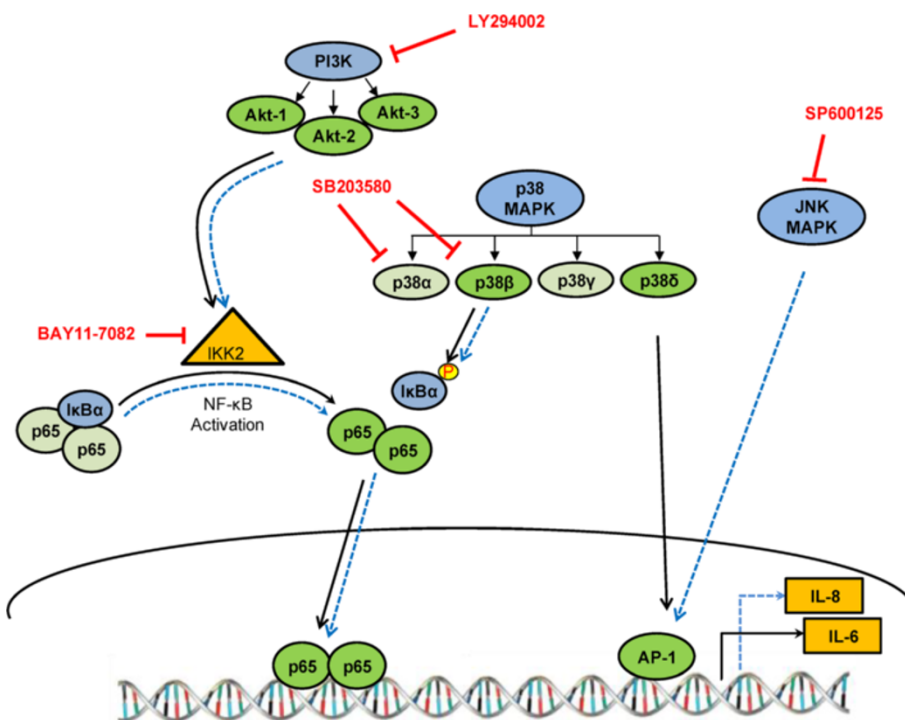 LY294002
PI3K
Akt-1
Akt-3
Akt-2
SP600125
SB203580
p38
MAPK
JNK
MAPK
p38α
p38β
p38γ
p38δ
BAY11-7082
IKK2
P
IκBα
IκBα
p65
p65
NF-κB
Activation
p65
p65
IL-8
IL-6
p65
p65
AP-1